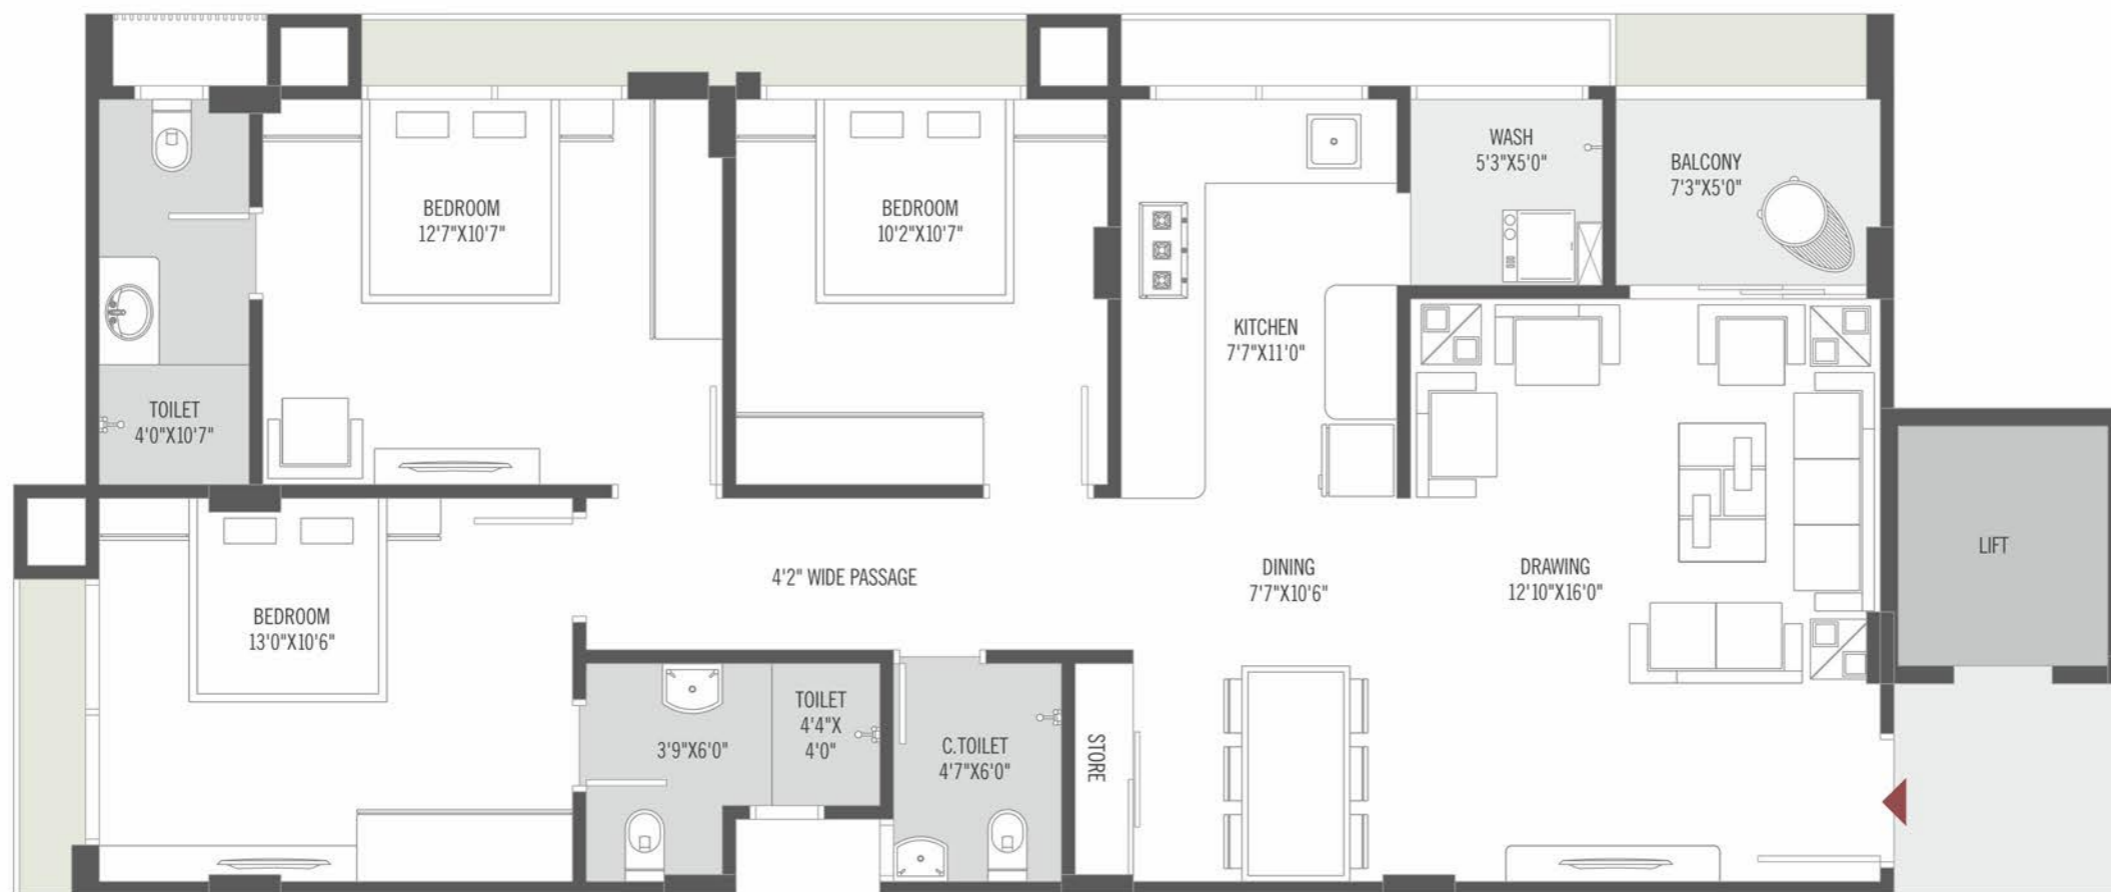 WASH
5'3"X5'0"
BALCONY
7'3"X5'0"
BEDROOM
12'7"X10'7"
BEDROOM
10'2"X10'7"
KITCHEN
7'7"X11'0"
TOILET
4'0"X10'7"
LIFT
4'2" WIDE PASSAGE
DINING
7'7"X10'6"
DRAWING
12'10"X16'0"
BEDROOM
13'0"X10'6"
TOILET
4'4"X
4'0"
3'9"X6'0"
C.TOILET
4'7"X6'0"
STORE